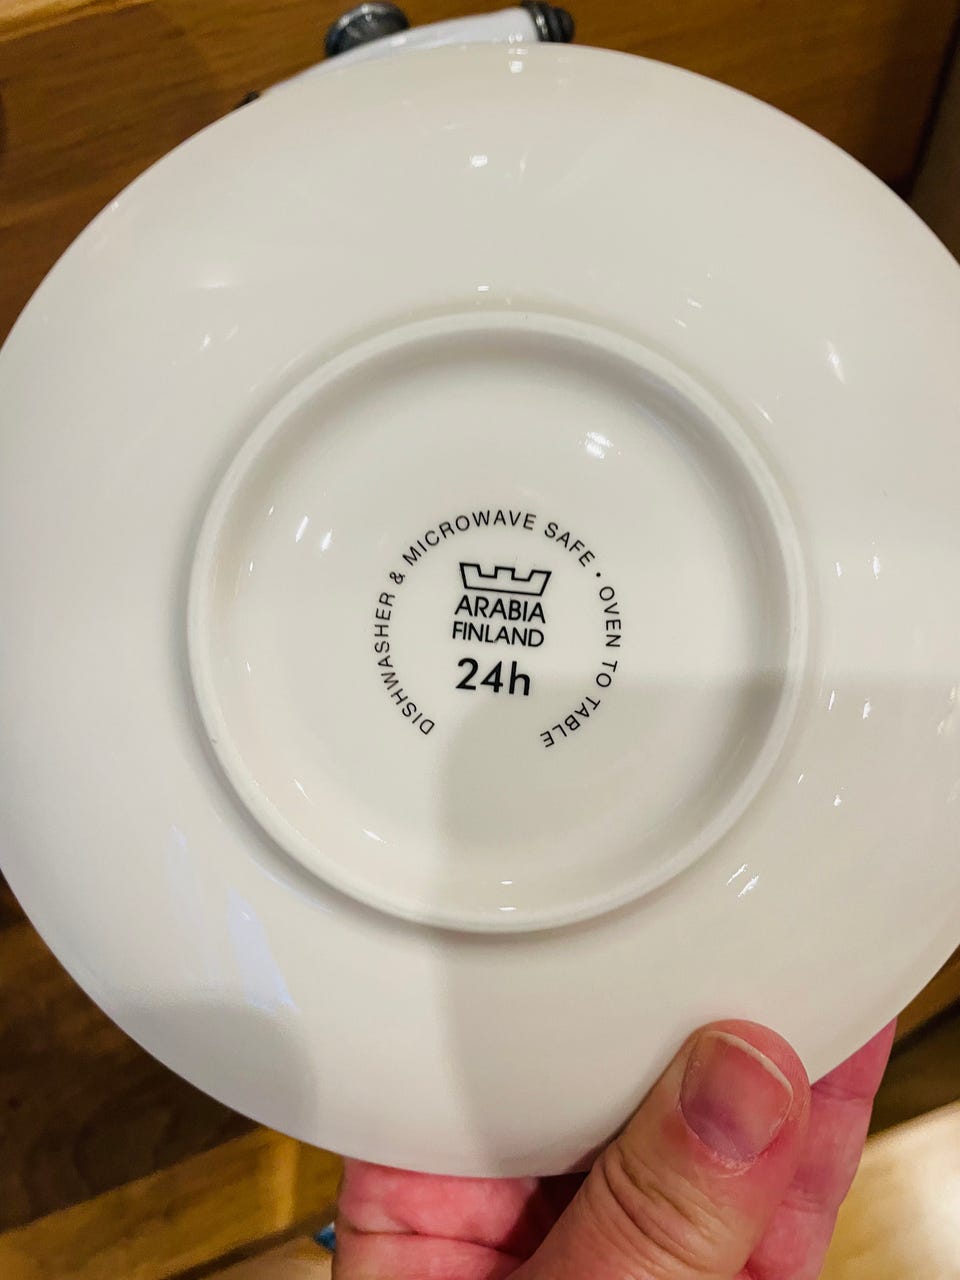 DISHWASHER & MICROWAVE SAFE · OVEN TO TABLE
ARABIA
FINLAND
24h